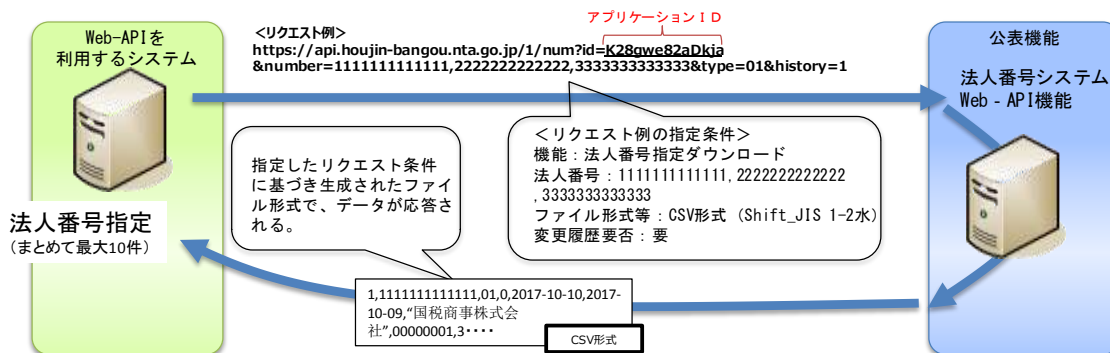 アプリケーションＩＤ
Web-APIを
利用するシステム
＜リクエスト例＞
https://api.houjin-bangou.nta.go.jp/1/num?id=K28gwe82aDkja
&number=1111111111111,2222222222222,3333333333333&type=01&history=1
公表機能
法人番号システム
Web‐API機能
＜リクエスト例の指定条件＞
機能：法人番号指定ダウンロード
法人番号：1111111111111,2222222222222
,3333333333333
ファイル形式等：CSV形式（Shift_JIS 1-2水）
変更履歴要否：要
指定したリクエスト条件
に基づき生成されたファイ
ル形式で、データが応答さ
れる。
法人番号指定
（まとめて最大10件）
1,1111111111111,01,0,2017-10-10,2017-
10-09,“国税商事株式会
社”,00000001,3････
CSV形式